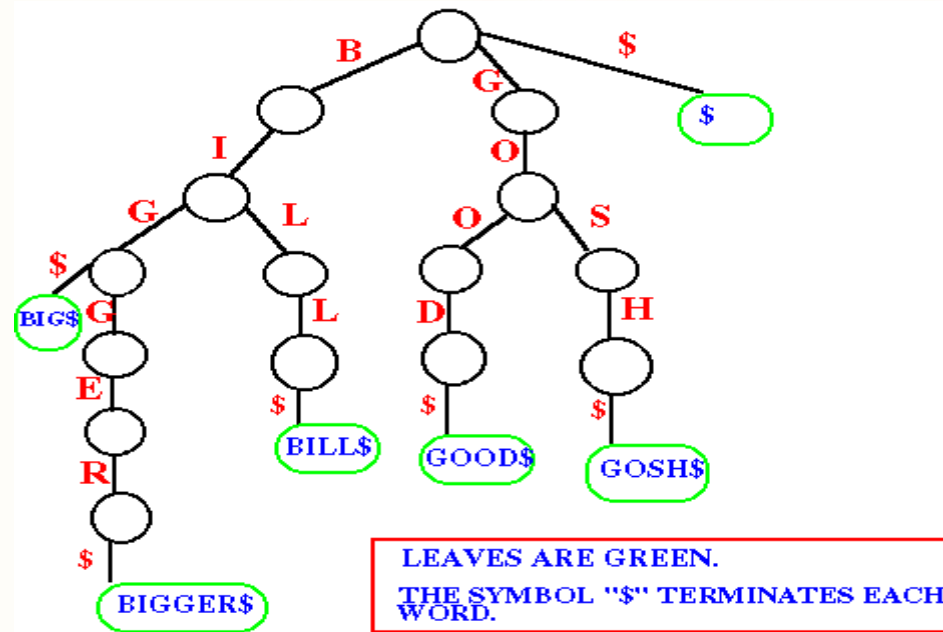 B
$
G
$
I
O
G
L
O
S
$
BIG$
G
L
D
H
E
$
$
$
BILL$
GOOD$
GOSH$
R
$
BIGGER$
LEAVES ARE GREEN.
THE SYMBOL "$" TERMINATES EACH
WORD.